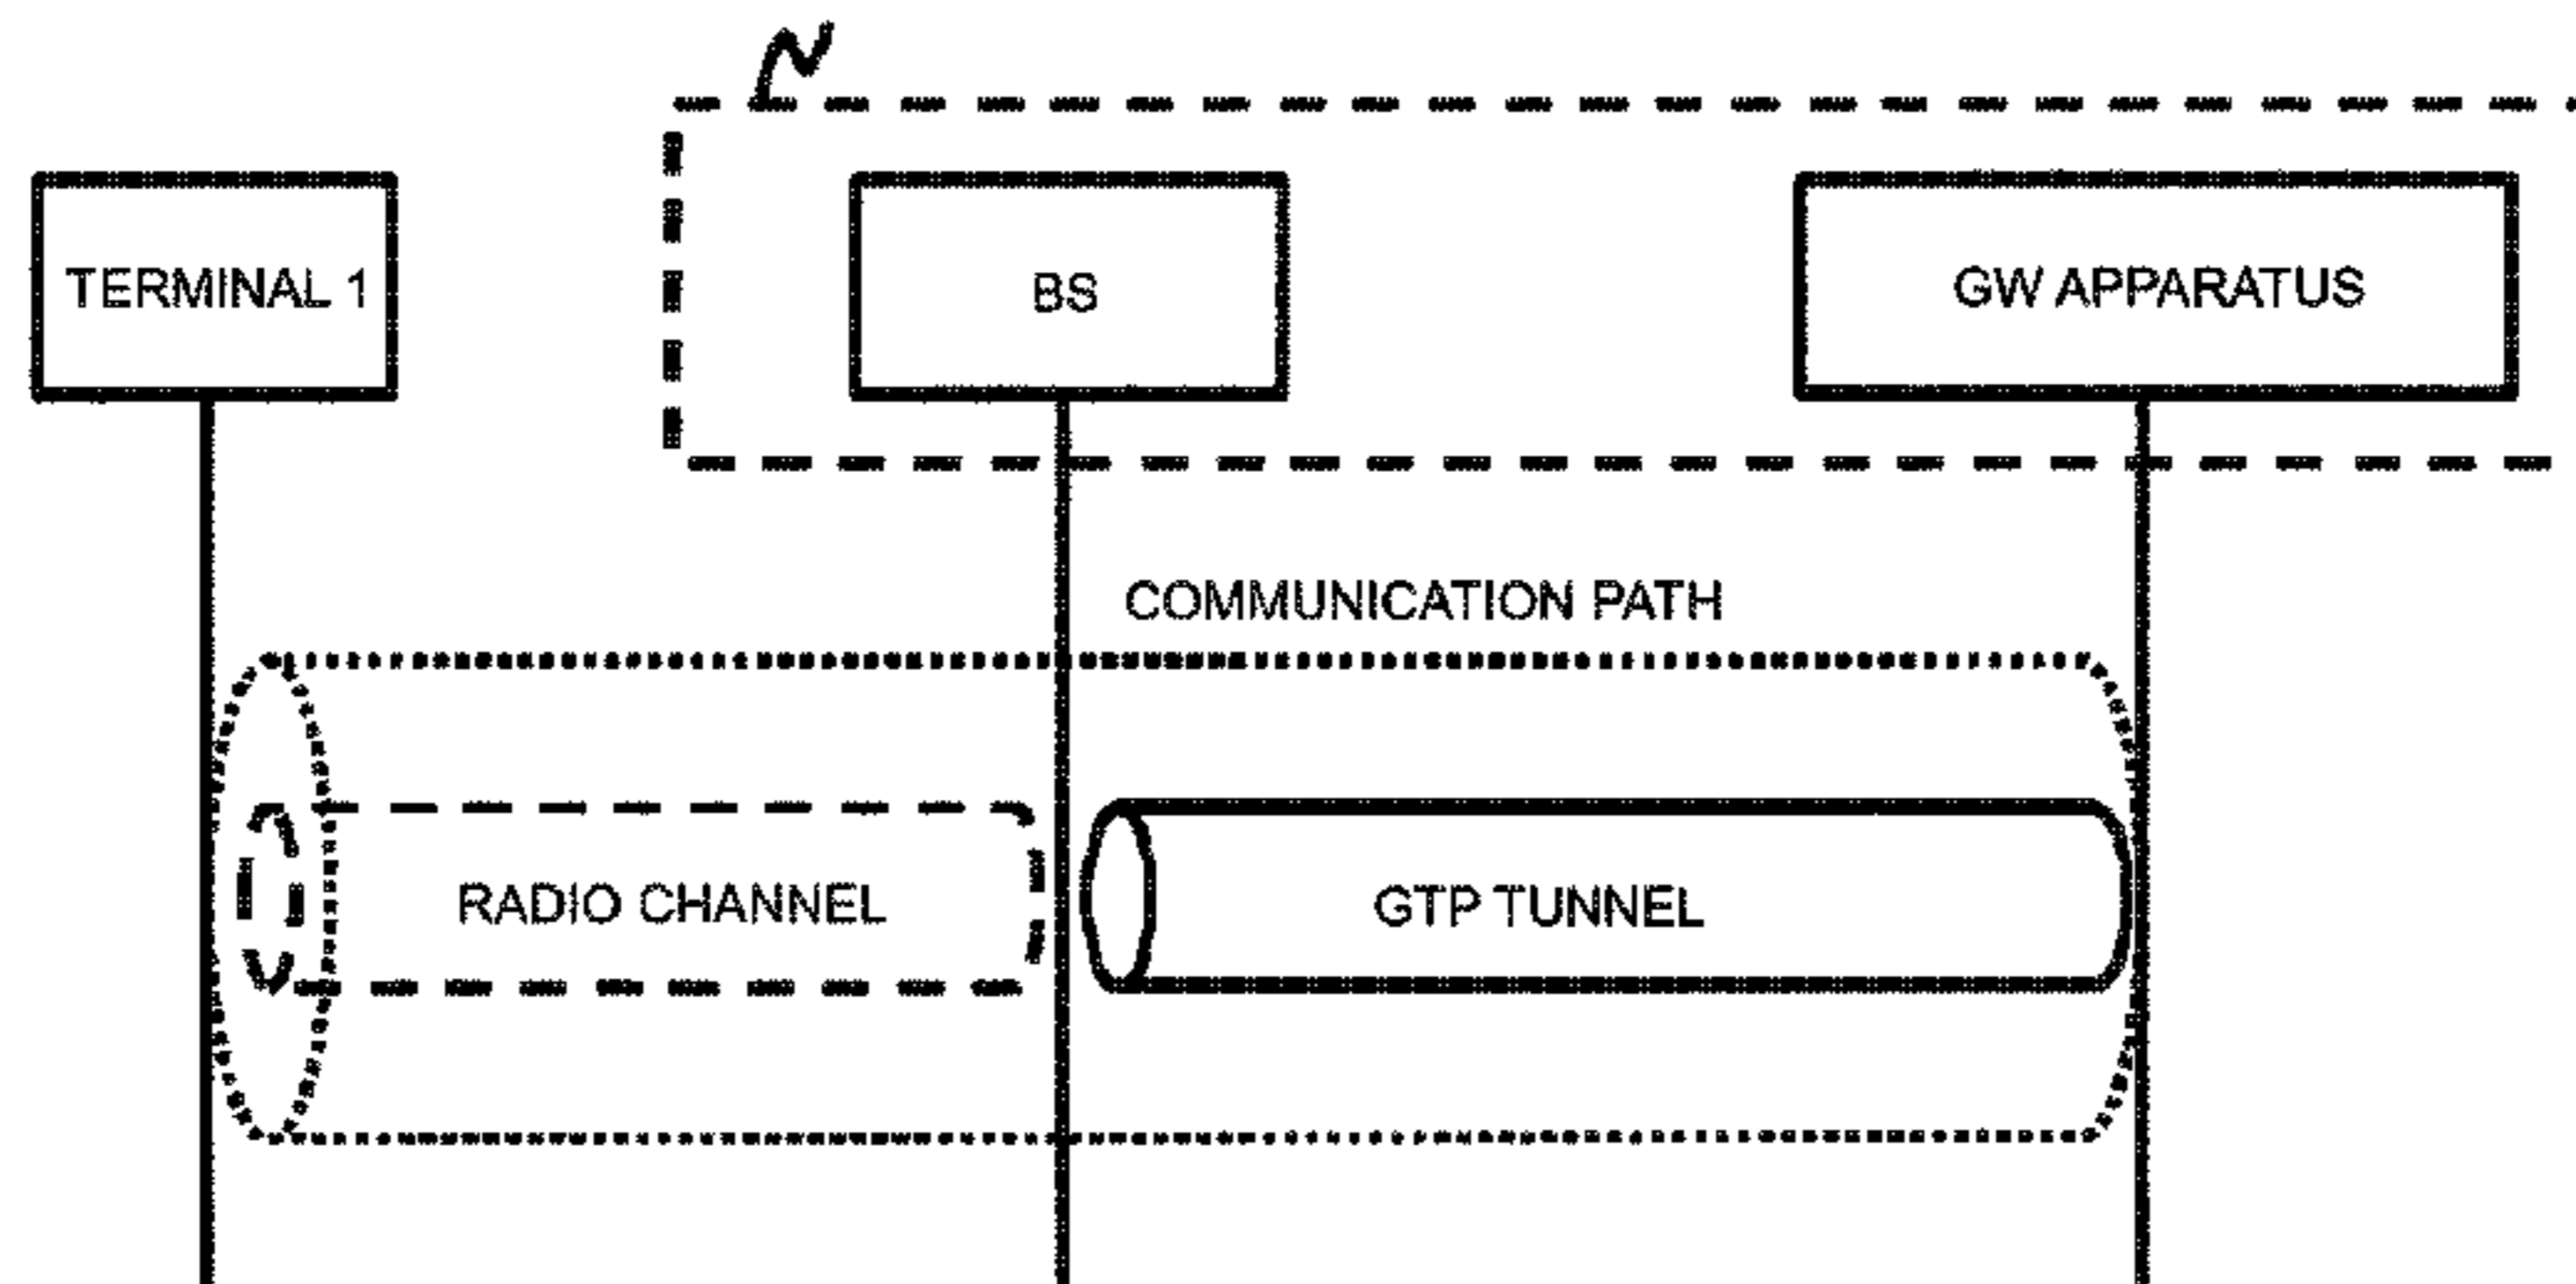 TERMINAL 1
BS
GW APPARATUS
COMMUNICATION PATH
RADIO CHANNEL
GTP TUNNEL